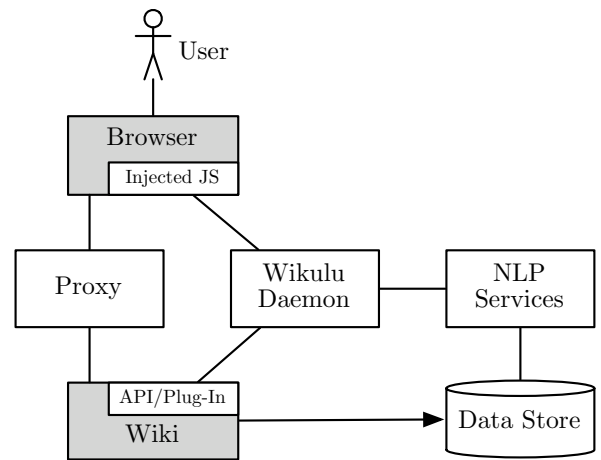 User
Browser
Injected JS
Proxy
Wikulu
Daemon
NLP
Services
API/Plug-In
Wiki
Data Store